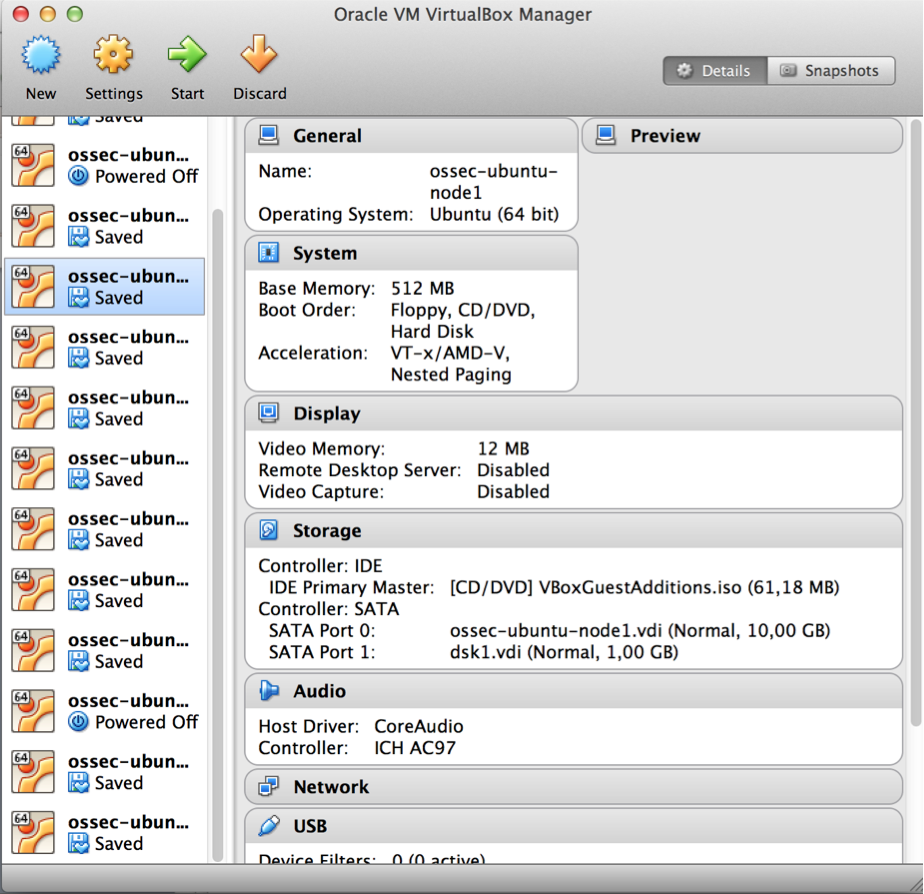 Oracle VM VirtualBox Manager
New
Settings
Start
Discard
Details
Snapshots
Saved
64
ossec-ubun...
Powered Off
64
ossec-ubun...
Saved
64
ossec-ubun...
Saved
64
ossec-ubun...
Saved
64
ossec-ubun...
Saved
64
ossec-ubun...
Saved
64
ossec-ubun...
Saved
64
ossec-ubun...
Saved
64
ossec-ubun...
Saved
64
ossec-ubun...
Powered Off
64
ossec-ubun...
Saved
64
ossec-ubun...
Saved
General
Name: ossec-ubuntu-
node1
Operating System: Ubuntu (64 bit)
Preview
System
Base Memory: 512 MB
Boot Order: Floppy, CD/DVD,
Hard Disk
Acceleration: VT-x/AMD-V,
Nested Paging
Display
Video Memory: 12 MB
Remote Desktop Server: Disabled
Video Capture: Disabled
Storage
Controller: IDE
IDE Primary Master: [CD/DVD] VBoxGuestAdditions.iso (61,18 MB)
Controller: SATA
SATA Port 0: ossec-ubuntu-node1.vdi (Normal, 10,00 GB)
SATA Port 1: dsk1.vdi (Normal, 1,00 GB)
Audio
Host Driver: CoreAudio
Controller: ICH AC97
Network
USB
Device Filters: 0 (0 active)